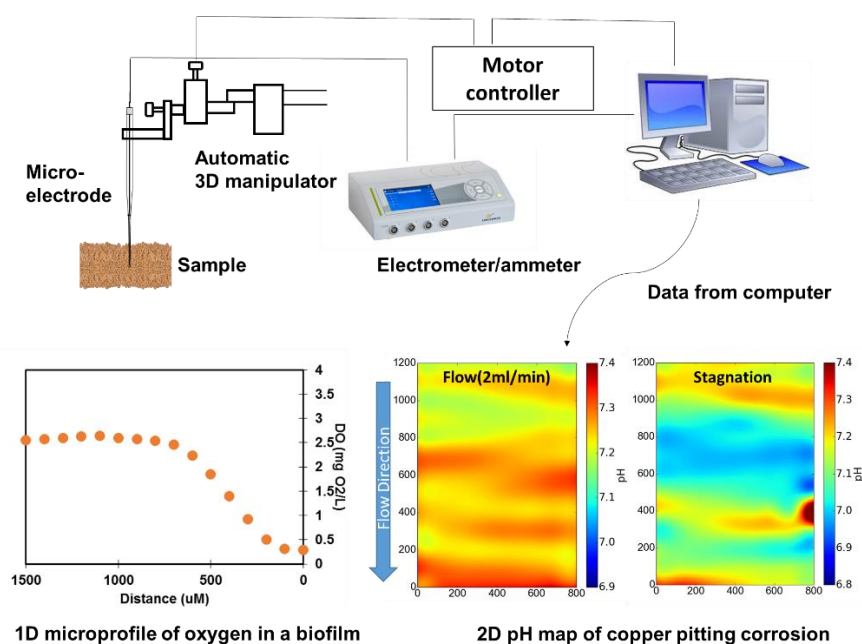 Motor
controller
Micro-
electrode
Automatic
3D manipulator
Sample
Electrometer/ammeter
Data from computer
4
3.5
3
2.5
2
1.5
1
0.5
0
DO (mg O2/L)
1500
1000
500
0
Distance (uM)
1D microprofile of oxygen in a biofilm
Flow Direction
Flow(2ml/min)
1200
1000
800
600
400
200
0
0
200
400
600
800
7.4
7.3
7.2
7.1
7.0
6.9
pH
Stagnation
1200
1000
800
600
400
200
0
0
200
400
600
800
7.4
7.3
7.2
7.1
7.0
6.9
6.8
pH
2D pH map of copper pitting corrosion